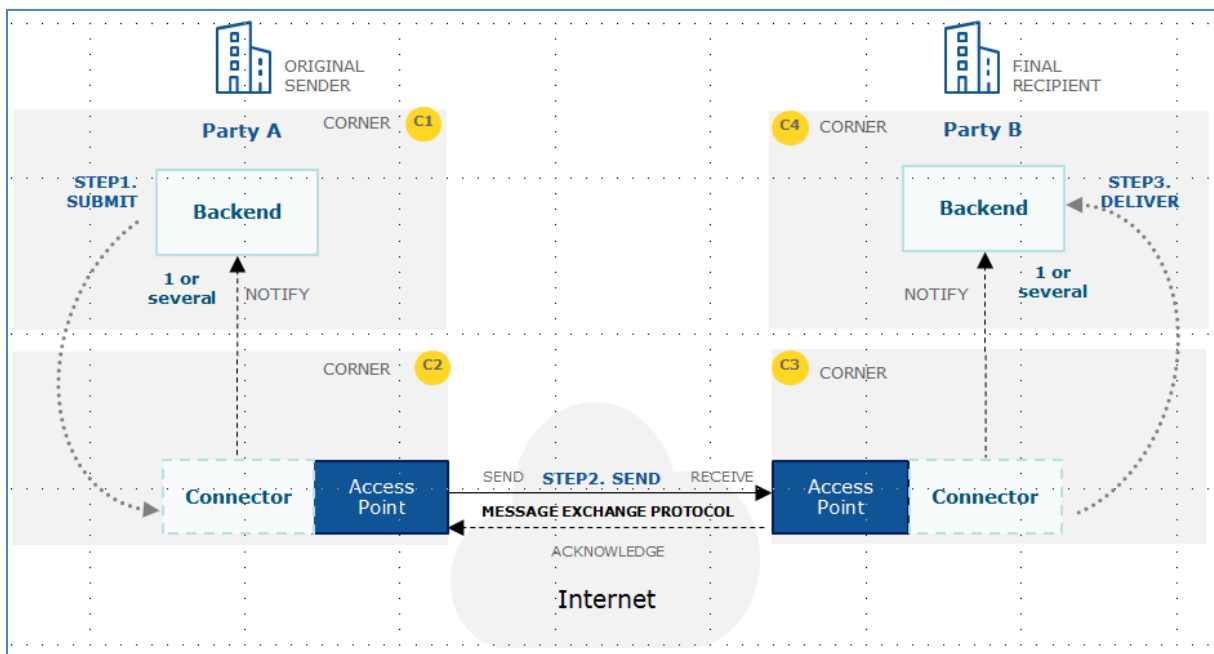 ORIGINAL
SENDER
FINAL
RECIPIENT
Party A
CORNER
C1
C4
CORNER
Party B
STEP1.
SUBMIT
Backend
1 or
several
NOTIFY
Backend
STEP3.
DELIVER
NOTIFY
1 or
several
CORNER
C2
C3
CORNER
Connector
Access
Point
SEND
STEP2. SEND
RECEIVE
MESSAGE EXCHANGE PROTOCOL
ACKNOWLEDGE
Access
Point
Connector
Internet